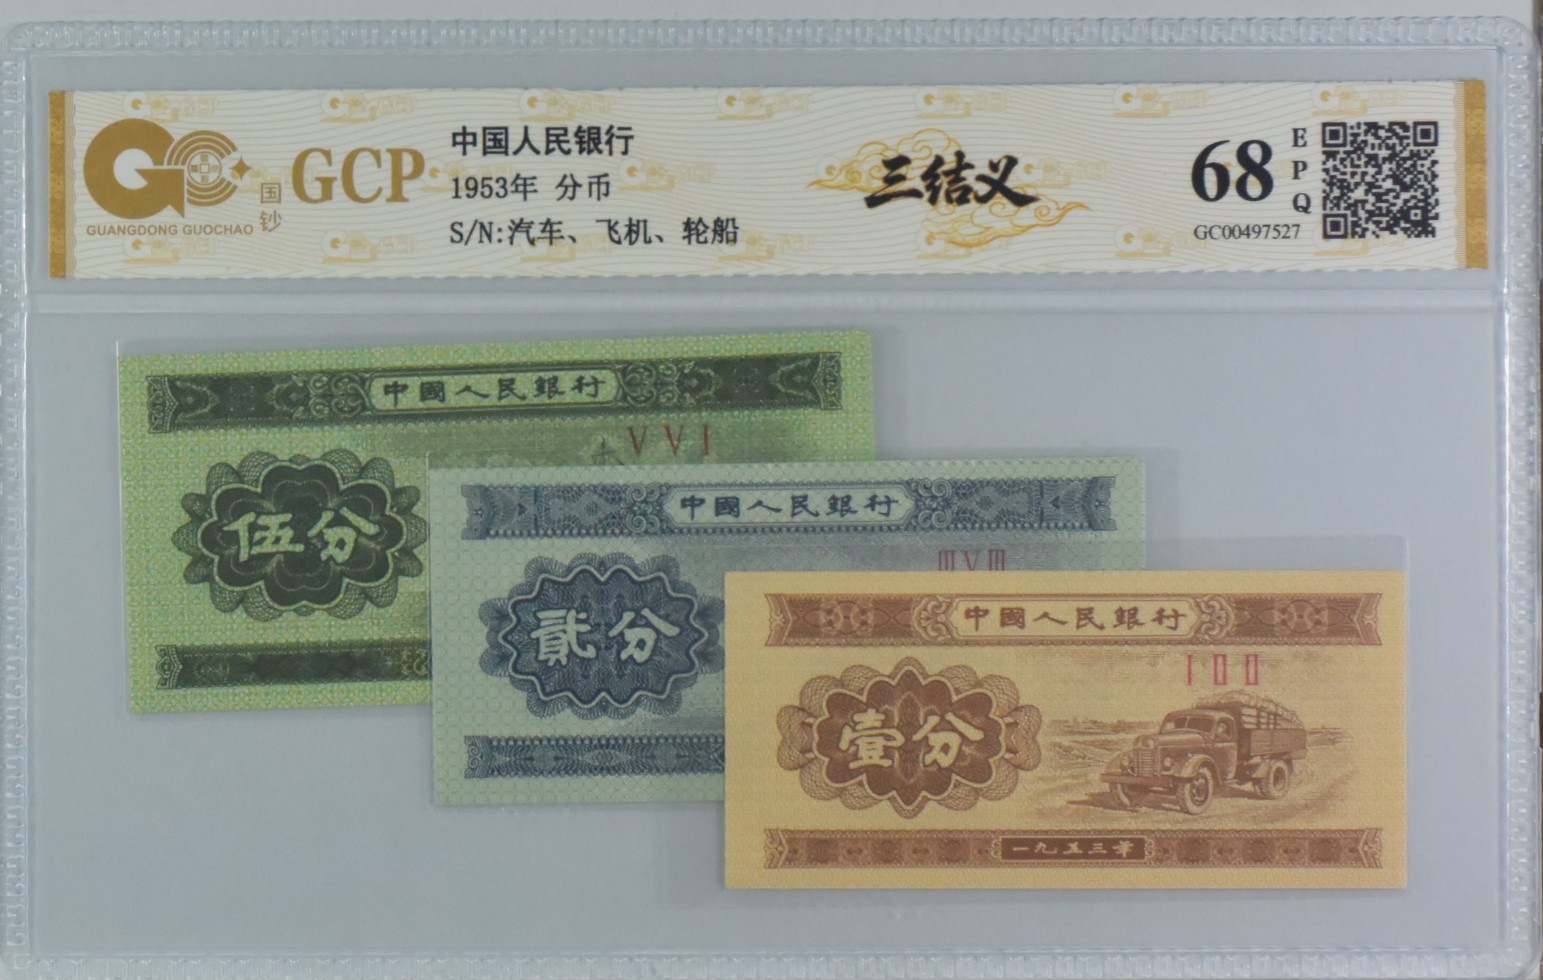 GUANGDONG GUOCHAO
国钞
GCP
中国人民银行
1953年 分币
S/N:汽车、飞机、轮船
三结义
68
EPQ
GC00497527
中國人民銀行
VVI
伍分
中國人民銀行
貳分
中國人民銀行
I00
壹分
一九五三年